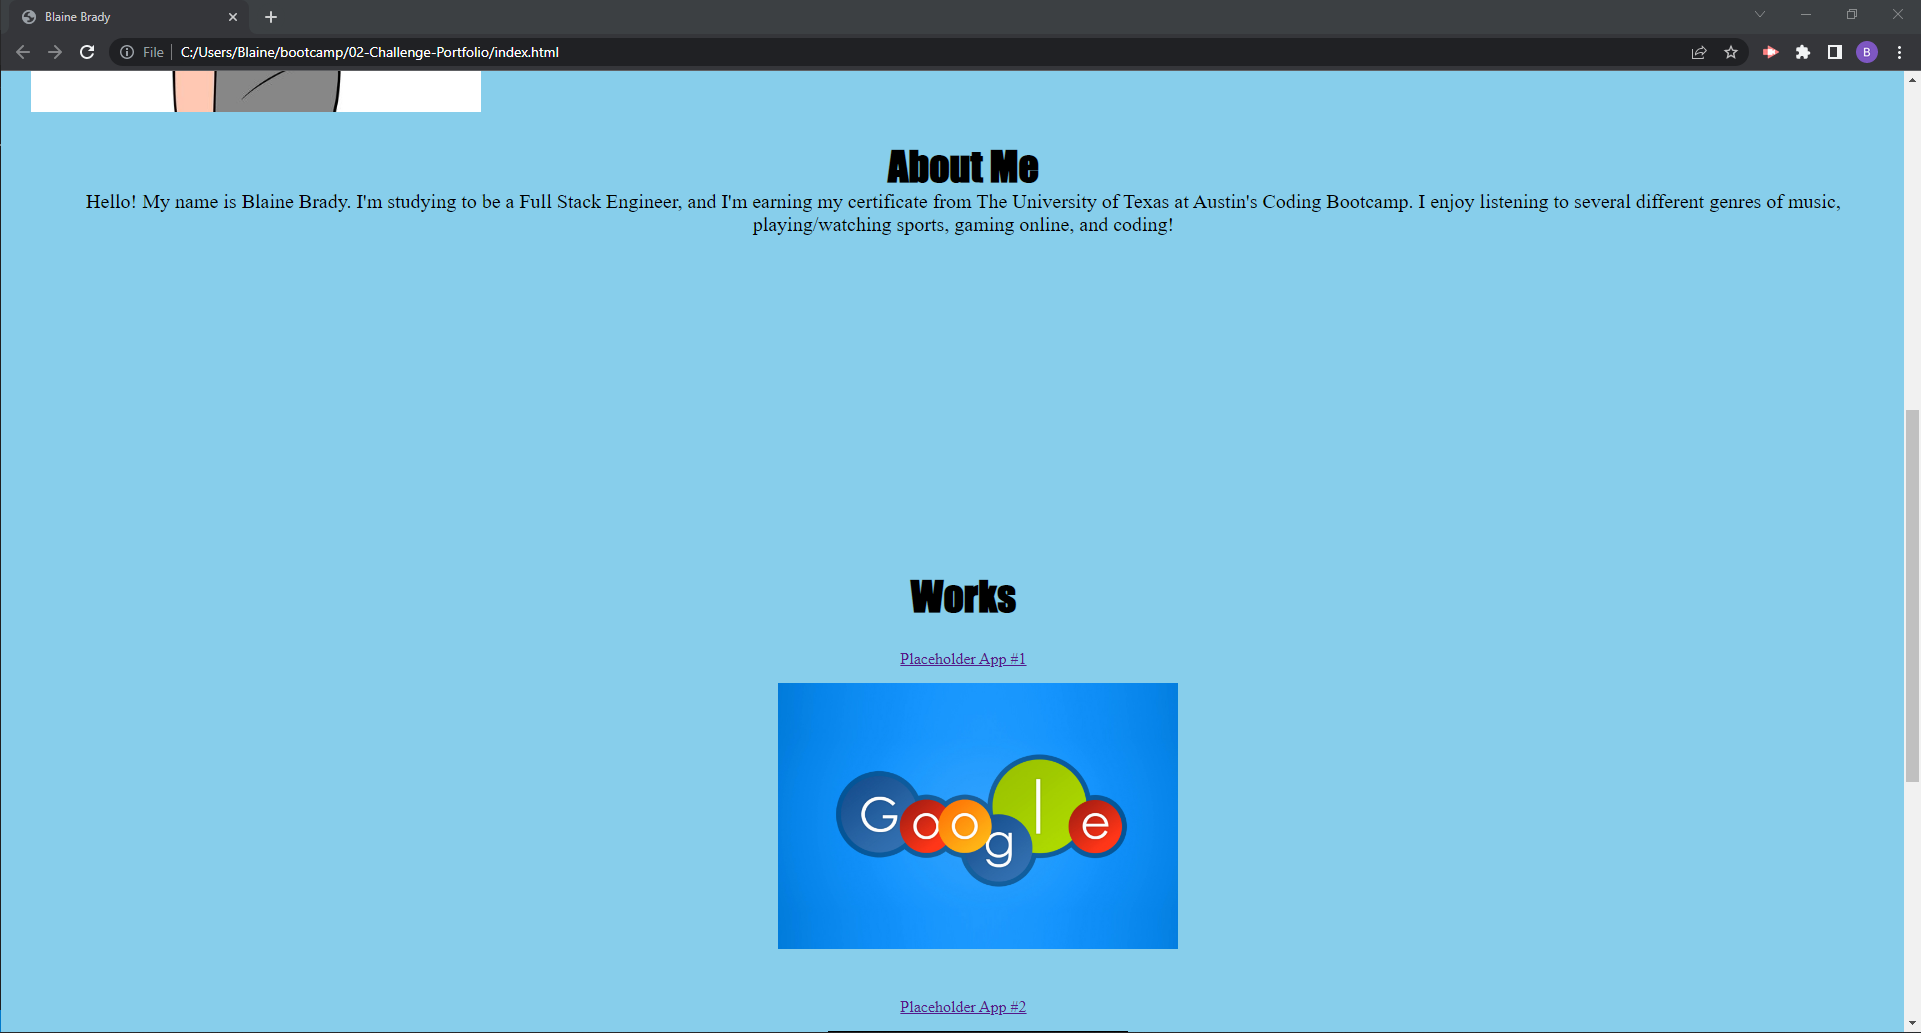 Blaine Brady
File
C:/Users/Blaine/bootcamp/02-Challenge-Portfolio/index.html
B
About Me
Hello! My name is Blaine Brady. I'm studying to be a Full Stack Engineer, and I'm earning my certificate from The University of Texas at Austin's Coding Bootcamp. I enjoy listening to several different genres of music,
playing/watching sports, gaming online, and coding!
Works
Placeholder App #1
Google
Placeholder App #2